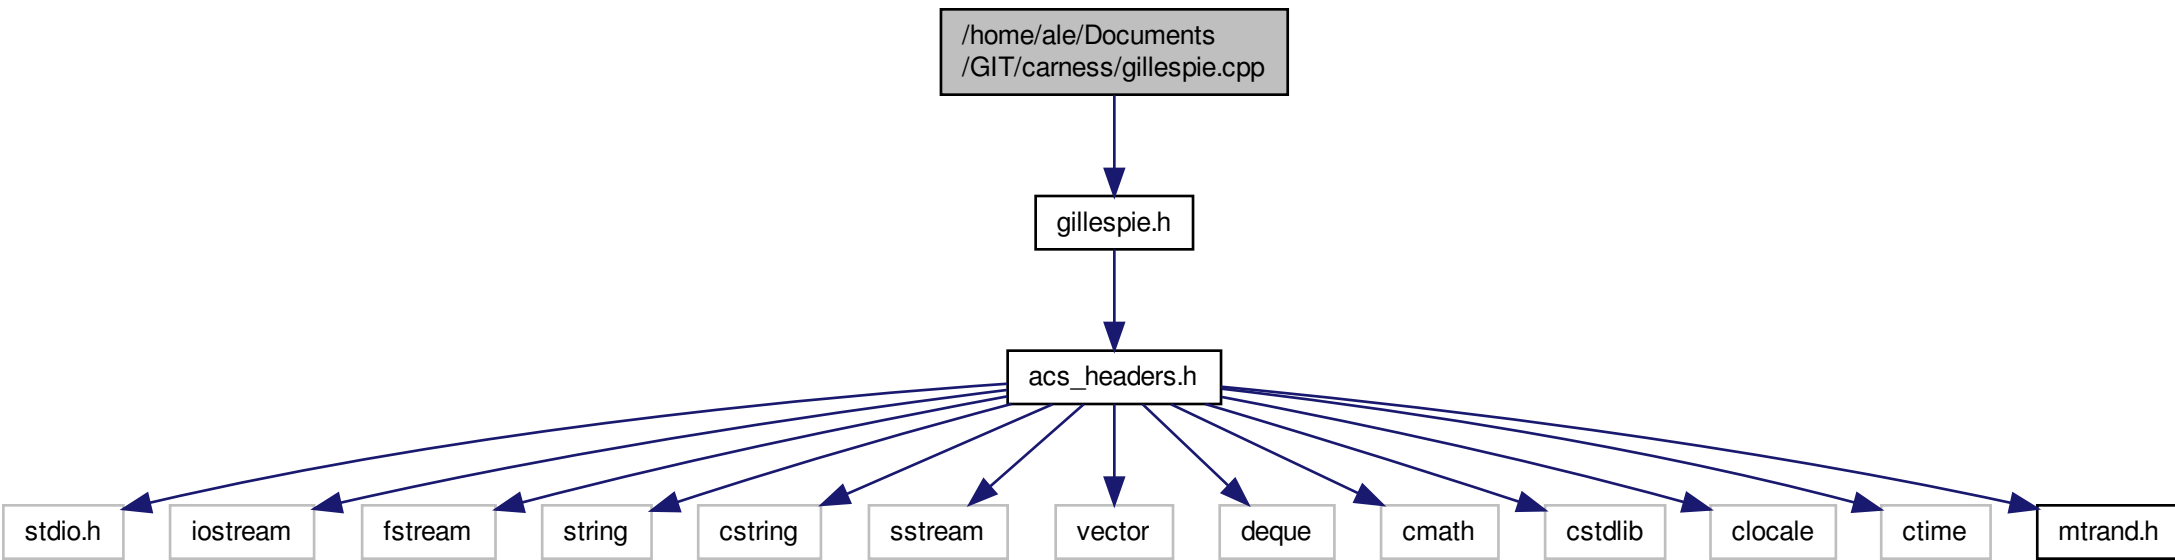 /home/ale/Documents
/GIT/carness/gillespie.cpp
gillespie.h
acs_headers.h
stdio.h
iostream
fstream
string
cstring
sstream
vector
deque
cmath
cstdlib
clocale
ctime
mtrand.h